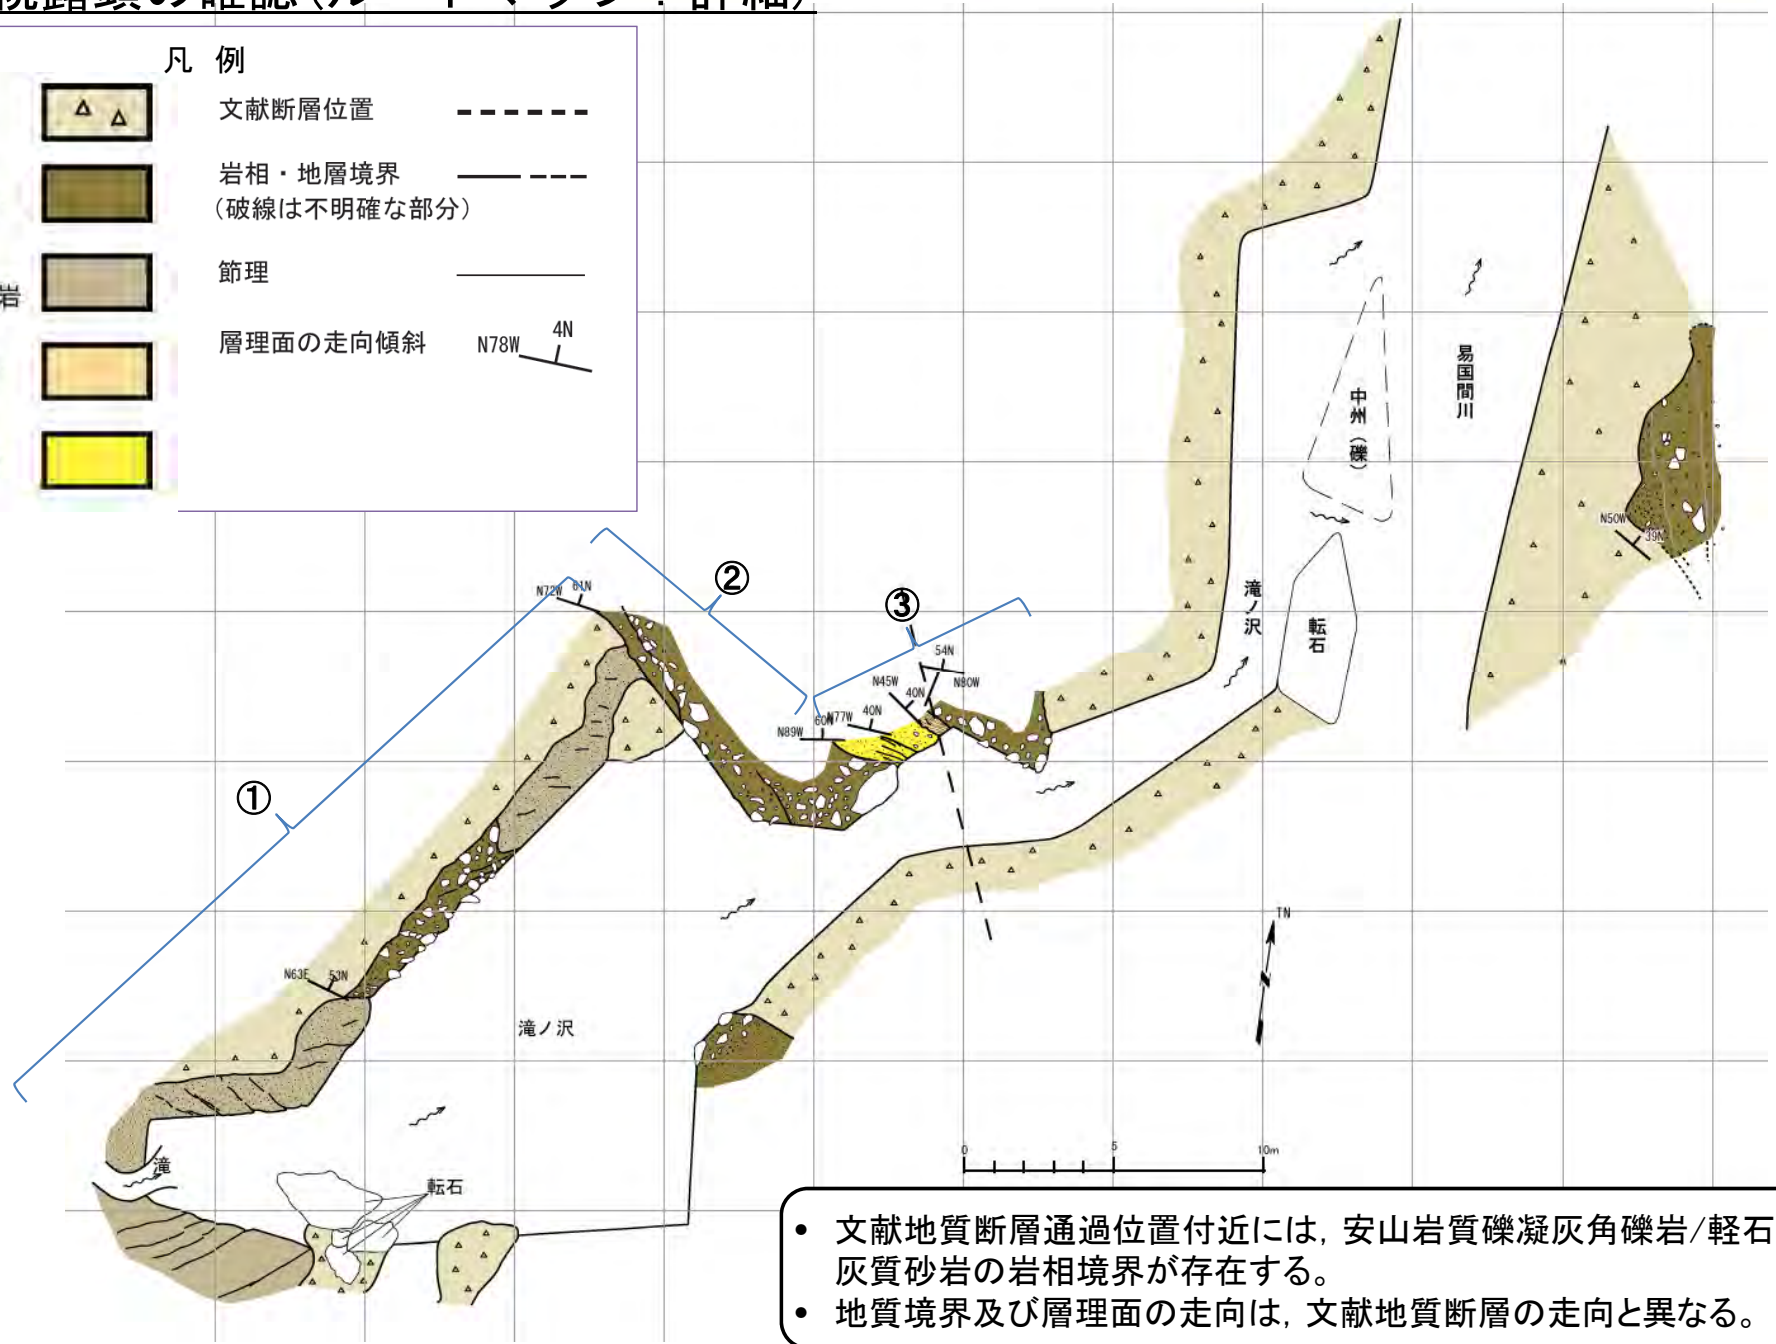 凡 例
文献断層位置
岩相・地層境界
(破線は不明確な部分)
節理
層理面の走向傾斜
N78W 4N
岩
①
②
③
N72W 61N
N63E 53N
N89W 60N
N77W 40N
N45W 40N
54N
N80W
N50W 39N
易国間川
中州(礫)
滝ノ沢
転石
滝ノ沢
滝
転石
TN
0 5 10m
• 文献地質断層通過位置付近には, 安山岩質礫凝灰角礫岩/軽石
灰質砂岩の岩相境界が存在する。
• 地質境界及び層理面の走向は, 文献地質断層の走向と異なる。